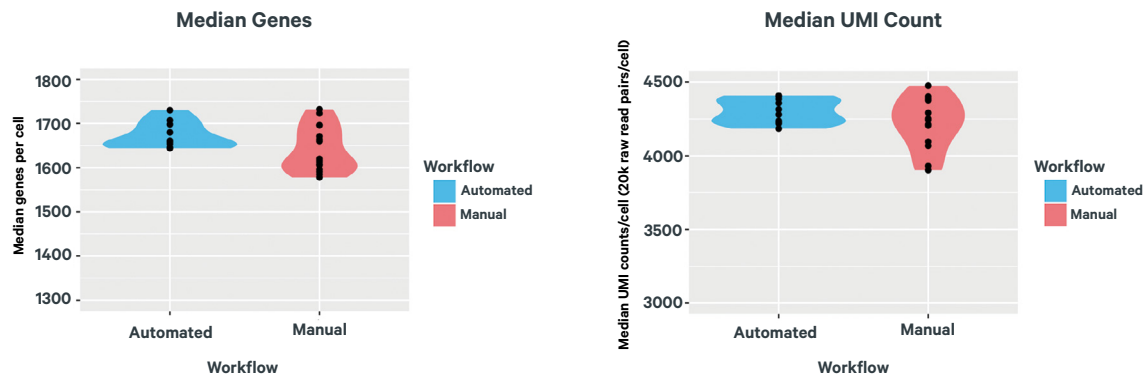 Median Genes
Median genes per cell
1800
1700
1600
1500
1400
1300
Automated
Manual
Workflow
Workflow
Automated
Manual
Median UMI Count
Median UMI counts/cell (20k raw read pairs/cell)
4500
4000
3500
3000
Automated
Manual
Workflow
Workflow
Automated
Manual